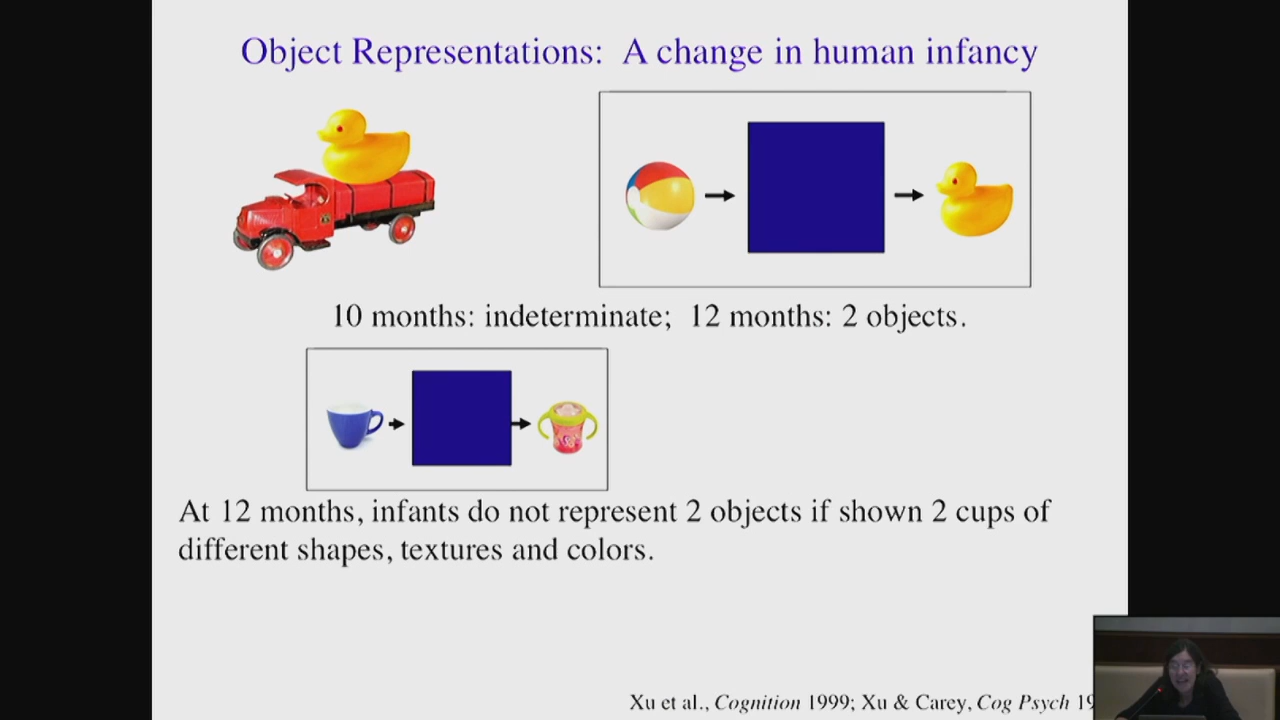 Object Representations: A change in human infancy
10 months: indeterminate; 12 months: 2 objects.
At 12 months, infants do not represent 2 objects if shown 2 cups of
different shapes, textures and colors.
Xu et al., Cognition 1999; Xu & Carey, Cog Psych